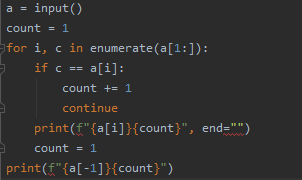 a = input()
count = 1
for i, c in enumerate(a[1:]):
    if c == a[i]:
        count += 1
        continue
    print(f"{a[i]}{count}", end="")
    count = 1
print(f"{a[-1]}{count}")